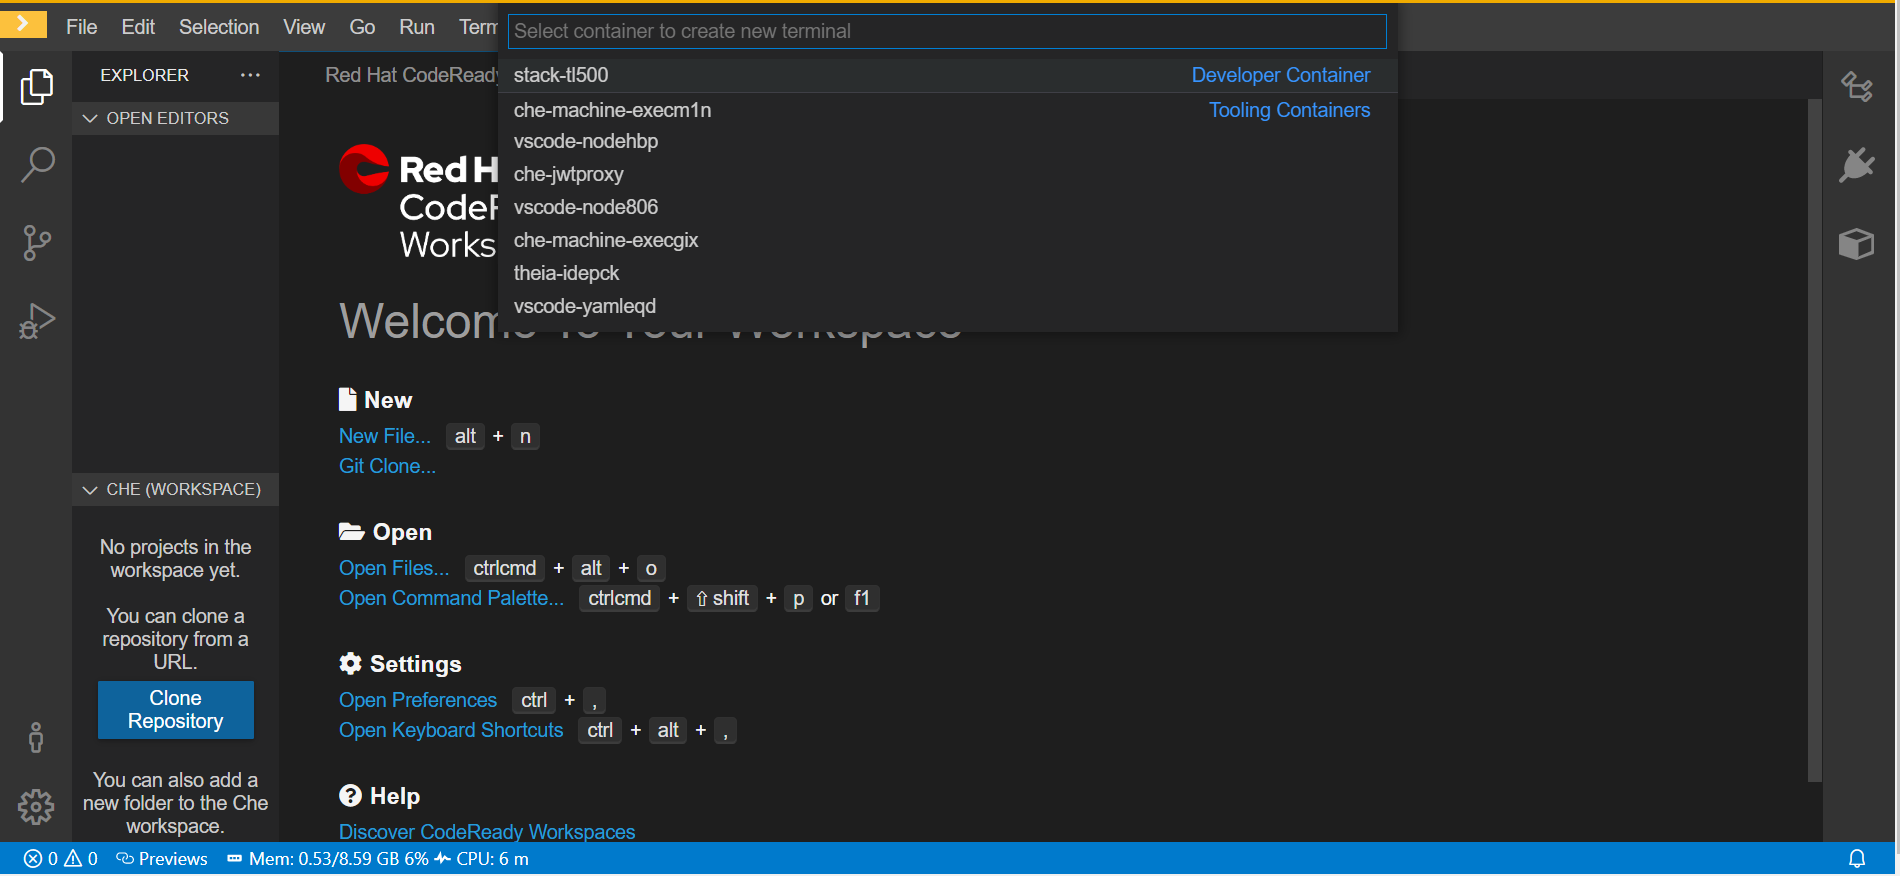 File Edit Selection View Go Run Term
Select container to create new terminal
EXPLORER
Red Hat CodeReady
stack-tl500 Developer Container
che-machine-execm1n Tooling Containers
OPEN EDITORS
vscode-nodehbp
che-jwtproxy
vscode-node806
che-machine-execgix
theia-idepck
vscode-yamleqd
Red H
CodeR
Works
Welcome To Your Workspace
New
New File... alt + n
Git Clone...
CHE (WORKSPACE)
No projects in the
workspace yet.
You can clone a
repository from a
URL.
Clone
Repository
You can also add a
new folder to the Che
workspace.
Open
Open Files... ctrlcmd + alt + o
Open Command Palette... ctrlcmd + ⇧ shift + p or f1
Settings
Open Preferences ctrl + ,
Open Keyboard Shortcuts ctrl + alt + ,
Help
Discover CodeReady Workspaces
0 0 Previews Mem: 0.53/8.59 GB 6% CPU: 6 m